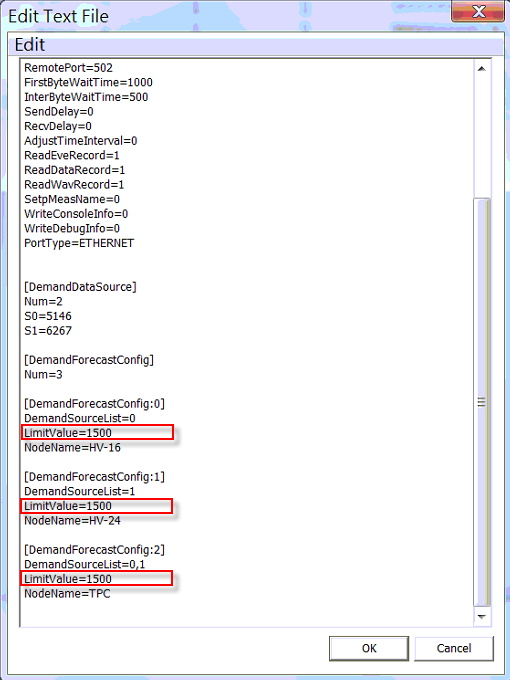 Edit Text File
Edit
RemotePort=502
FirstByteWaitTime=1000
InterByteWaitTime=500
SendDelay=0
RecvDelay=0
AdjustTimeInterval=0
ReadEveRecord=1
ReadDataRecord=1
ReadWavRecord=1
SetpMeasName=0
WriteConsoleInfo=0
WriteDebugInfo=0
PortType=ETHERNET
[DemandDataSource]
Num=2
S0=5146
S1=6267
[DemandForecastConfig]
Num=3
[DemandForecastConfig:0]
DemandSourceList=0
LimitValue=1500
NodeName=HV-16
[DemandForecastConfig:1]
DemandSourceList=1
LimitValue=1500
NodeName=HV-24
[DemandForecastConfig:2]
DemandSourceList=0,1
LimitValue=1500
NodeName=TPC
OK
Cancel